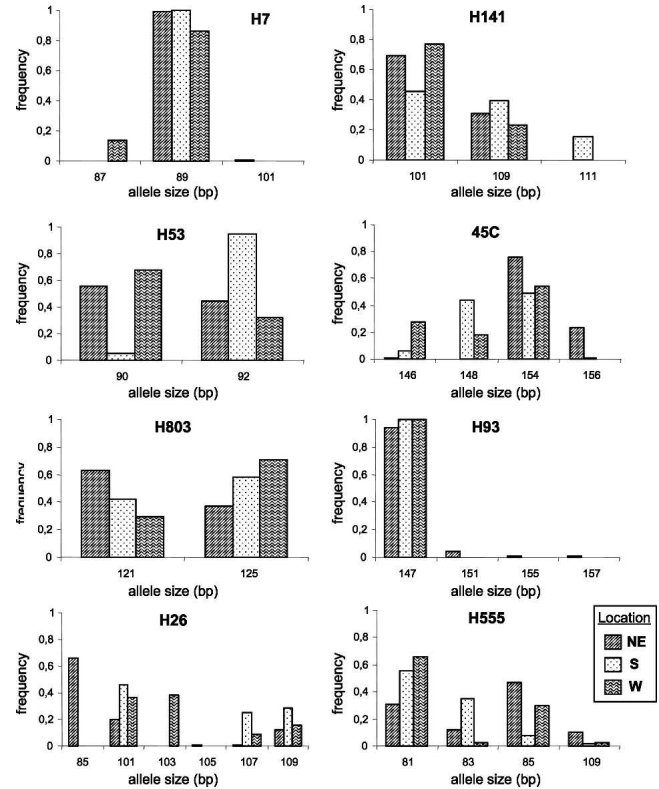 H7
frequency
1
0,8
0,6
0,4
0,2
0
87 89 101
allele size (bp)
H141
frequency
1
0,8
0,6
0,4
0,2
0
101 109 111
allele size (bp)
H53
frequency
1
0,8
0,6
0,4
0,2
0
90 92
allele size (bp)
45C
frequency
1
0,8
0,6
0,4
0,2
0
146 148 154 156
allele size (bp)
H803
frequency
1
0,8
0,6
0,4
0,2
0
121 125
allele size (bp)
H93
frequency
1
0,8
0,6
0,4
0,2
0
147 151 155 157
allele size (bp)
H26
frequency
1
0,8
0,6
0,4
0,2
0
85 101 103 105 107 109
allele size (bp)
H555
frequency
1
0,8
0,6
0,4
0,2
0
81 83 85 109
allele size (bp)
Location
NE
S
W